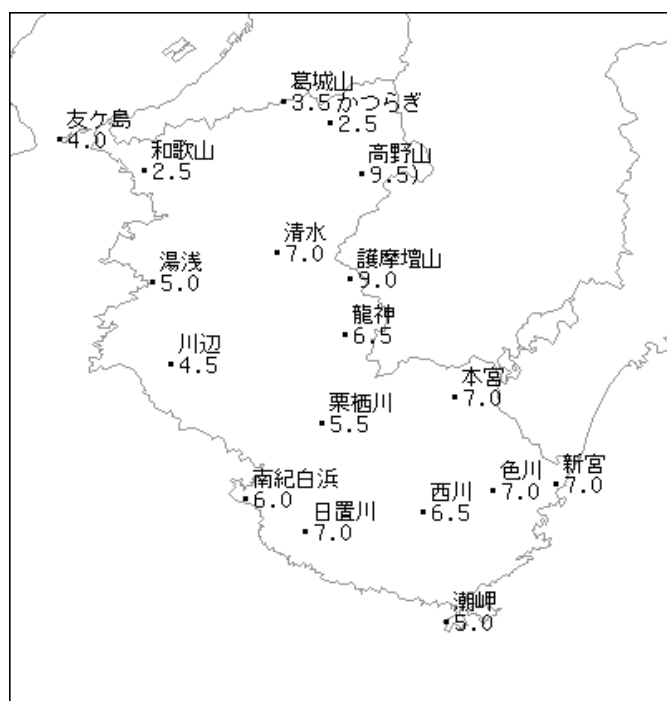 葛城山
3.5
かつらぎ
2.5
友ケ島
4.0
和歌山
2.5
高野山
9.5)
清水
7.0
湯浅
5.0
護摩壇山
9.0
龍神
6.5
川辺
4.5
本宮
7.0
栗栖川
5.5
新宮
7.0
色川
7.0
南紀白浜
6.0
西川
6.5
日置川
7.0
潮岬
5.0